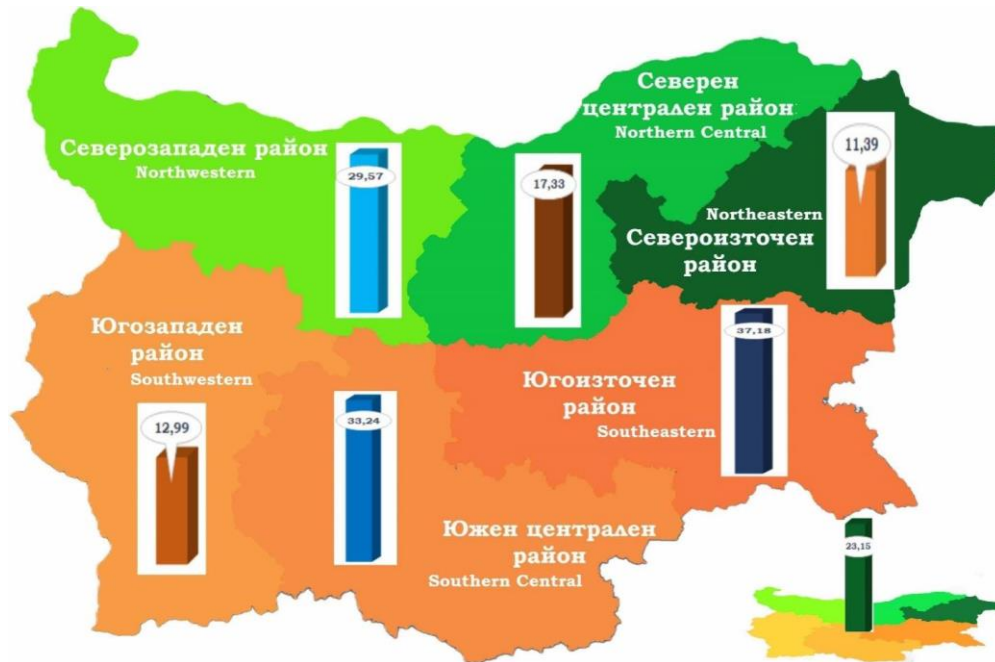 Северозападен район
Northwestern
29,57
Северен
централен район
Northern Central
17,33
Northeastern
Североизточен
район
11,39
Югозападен
район
Southwestern
12,99
33,24
Южен централен
район
Southern Central
Югоизточен
район
Southeastern
37,18
23,15